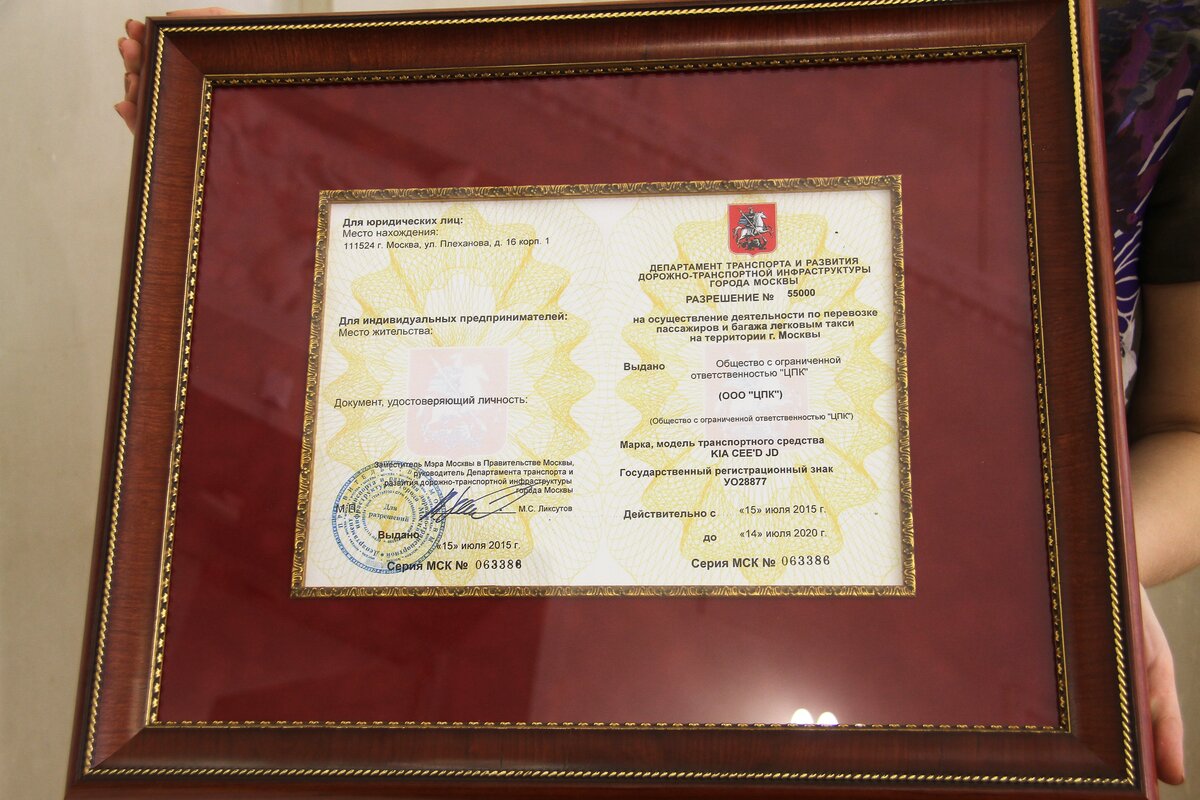 Для юридических лиц:
Место нахождения:
111524 г. Москва, ул. Плеханова, д. 16 корп. 1
Для индивидуальных предпринимателей:
Место жительства:
Документ, удостоверяющий личность:
Заместитель Мэра Москвы в Правительстве Москвы,
руководитель Департамента транспорта и
развития дорожно-транспортной инфраструктуры
города Москвы
М.П.
М.С. Ликсутов
Для
разрешений
Выдано
«15» июля 2015 г.
Серия МСК № 063386
ДЕПАРТАМЕНТ ТРАНСПОРТА И РАЗВИТИЯ
ДОРОЖНО-ТРАНСПОРТНОЙ ИНФРАСТРУКТУРЫ
ГОРОДА МОСКВЫ
РАЗРЕШЕНИЕ № 55000
на осуществление деятельности по перевозке
пассажиров и багажа легковым такси
на территории г. Москвы
Выдано Общество с ограниченной
ответственностью "ЦПК"
(ООО "ЦПК")
(Общество с ограниченной ответственностью "ЦПК")
Марка, модель транспортного средства
KIA CEE'D JD
Государственный регистрационный знак
УО28877
Действительно с «15» июля 2015 г.
до «14» июля 2020 г.
Серия МСК № 063386